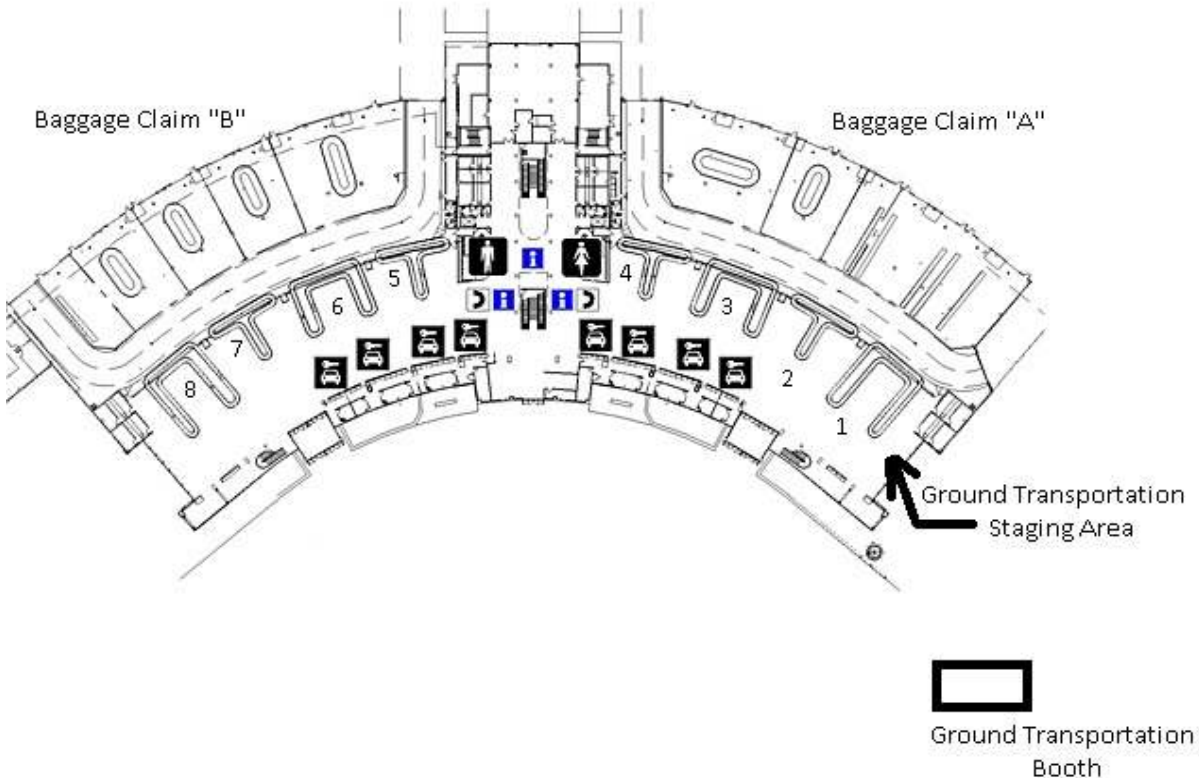 Baggage Claim "B"
Baggage Claim "A"
5
4
6
3
7
2
8
1
Ground Transportation
Staging Area
Ground Transportation
Booth